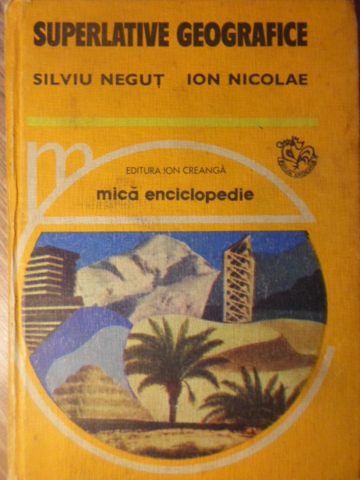 SUPERLATIVE GEOGRAFICE
SILVIU NEGUȚ ION NICOLAE
EDITURA ION CREANGĂ
mică enciclopedie